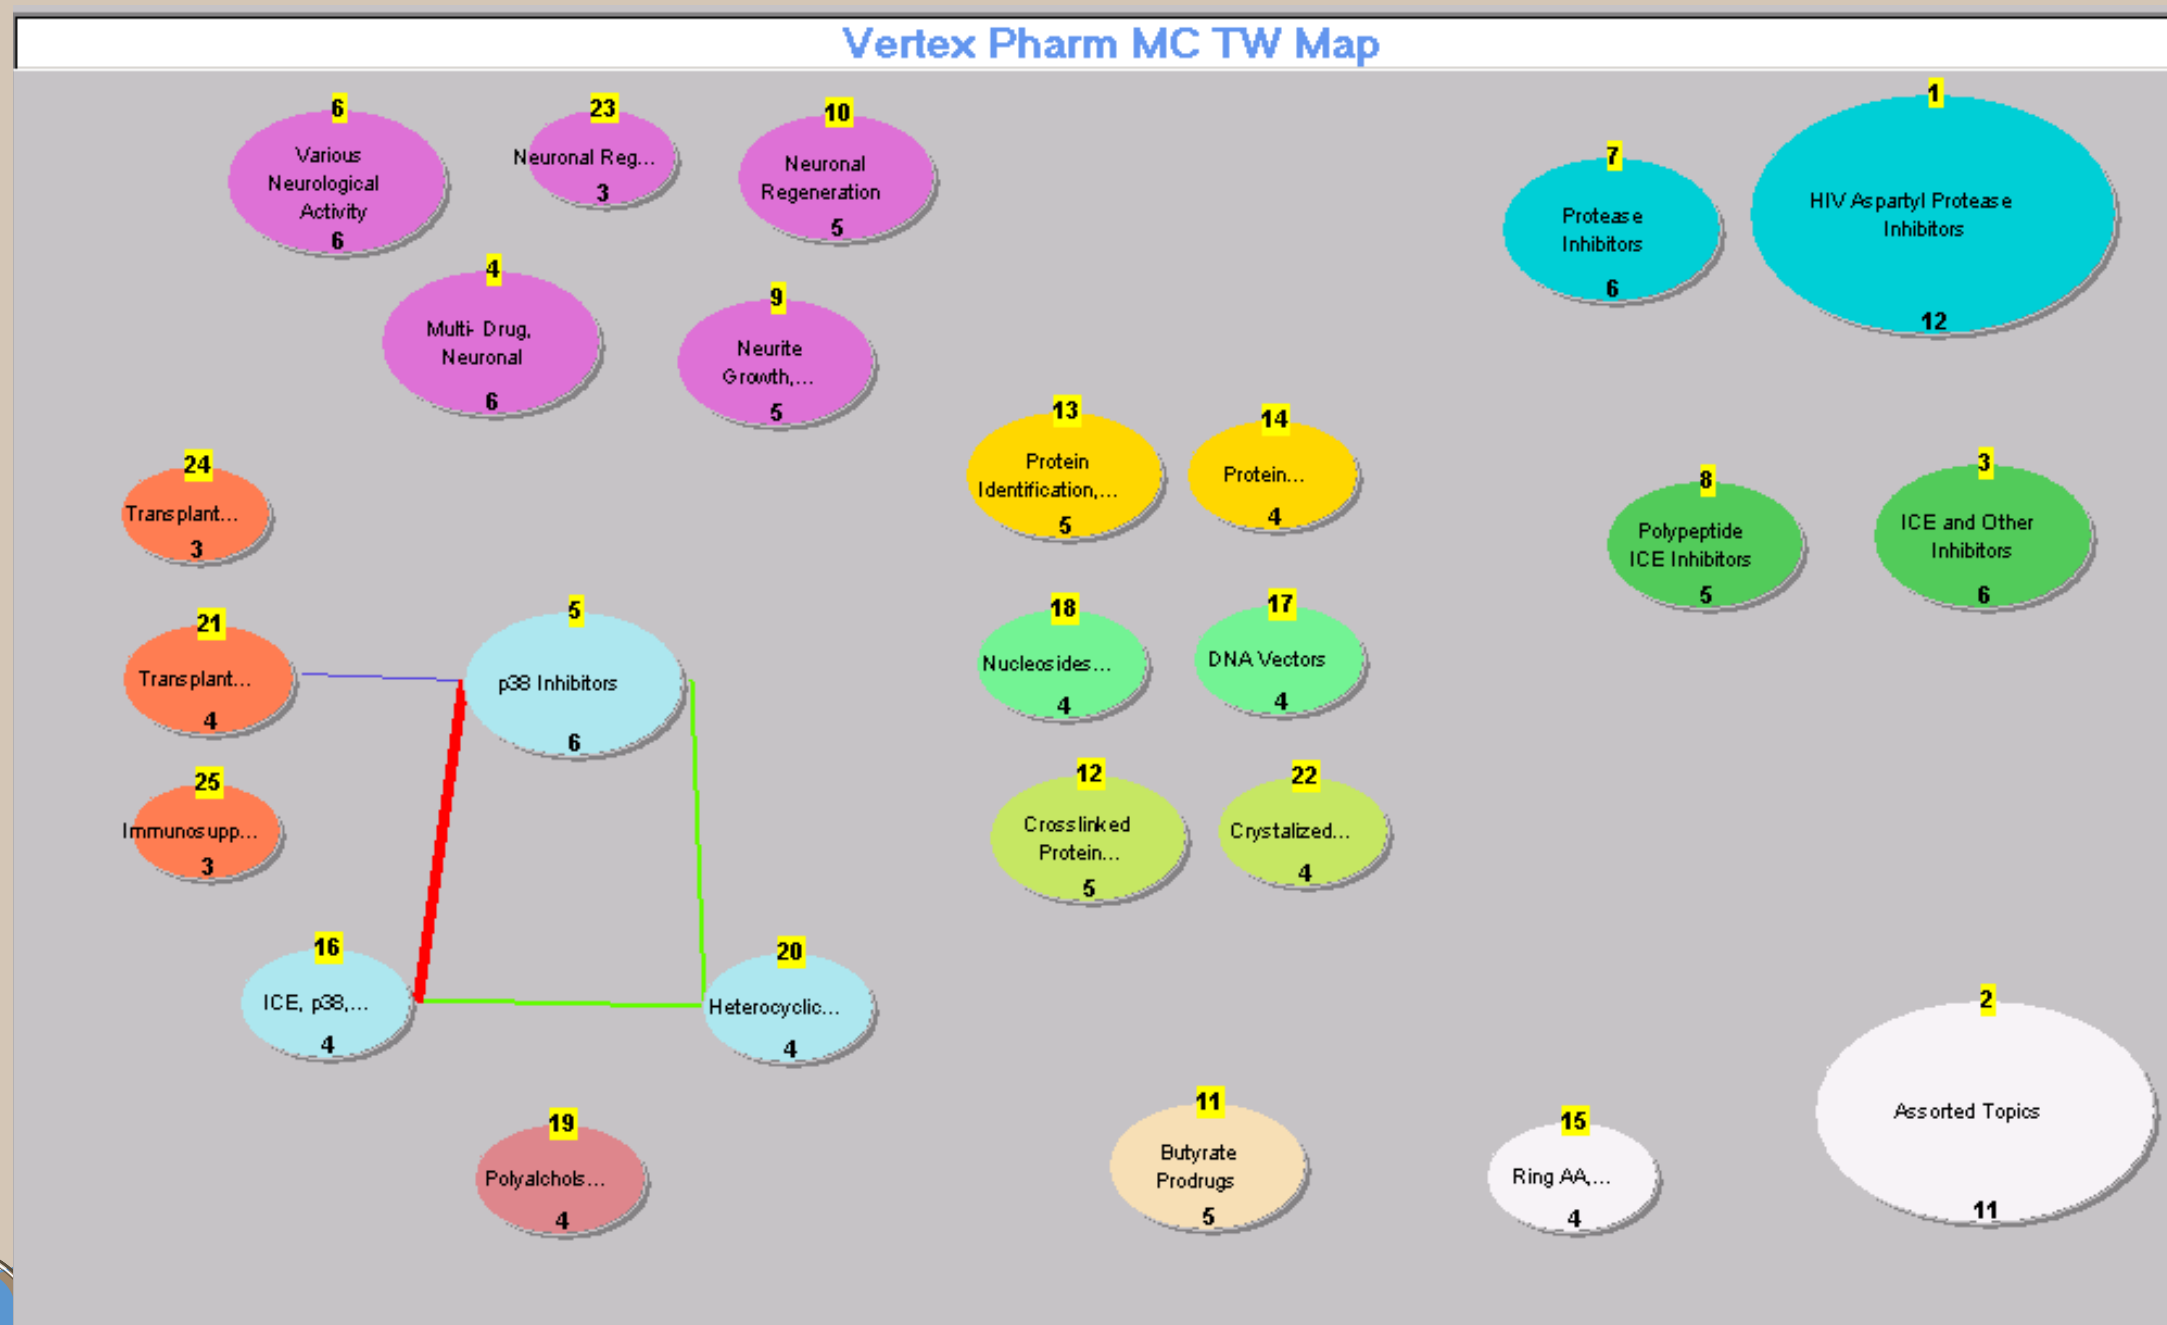 Vertex Pharm MC TW Map
6
Various
Neurological
Activity
6
23
Neuronal Reg...
3
10
Neuronal
Regeneration
5
7
Protease
Inhibitors
6
1
HIV Aspartyl Protease
Inhibitors
12
4
Multi- Drug,
Neuronal
6
9
Neurite
Growth,...
5
24
Transplant...
3
13
Protein
Identification,...
5
14
Protein...
4
8
Polypeptide
ICE Inhibitors
5
3
ICE and Other
Inhibitors
6
21
Transplant...
4
5
p38 Inhibitors
6
18
Nucleosides...
4
17
DNA Vectors
4
25
Immunosupp...
3
12
Crosslinked
Protein...
5
22
Crystalized...
4
16
ICE, p38,...
4
20
Heterocyclic...
4
2
Assorted Topics
11
19
Polyalchols...
4
11
Butyrate
Prodrugs
5
15
Ring AA,...
4